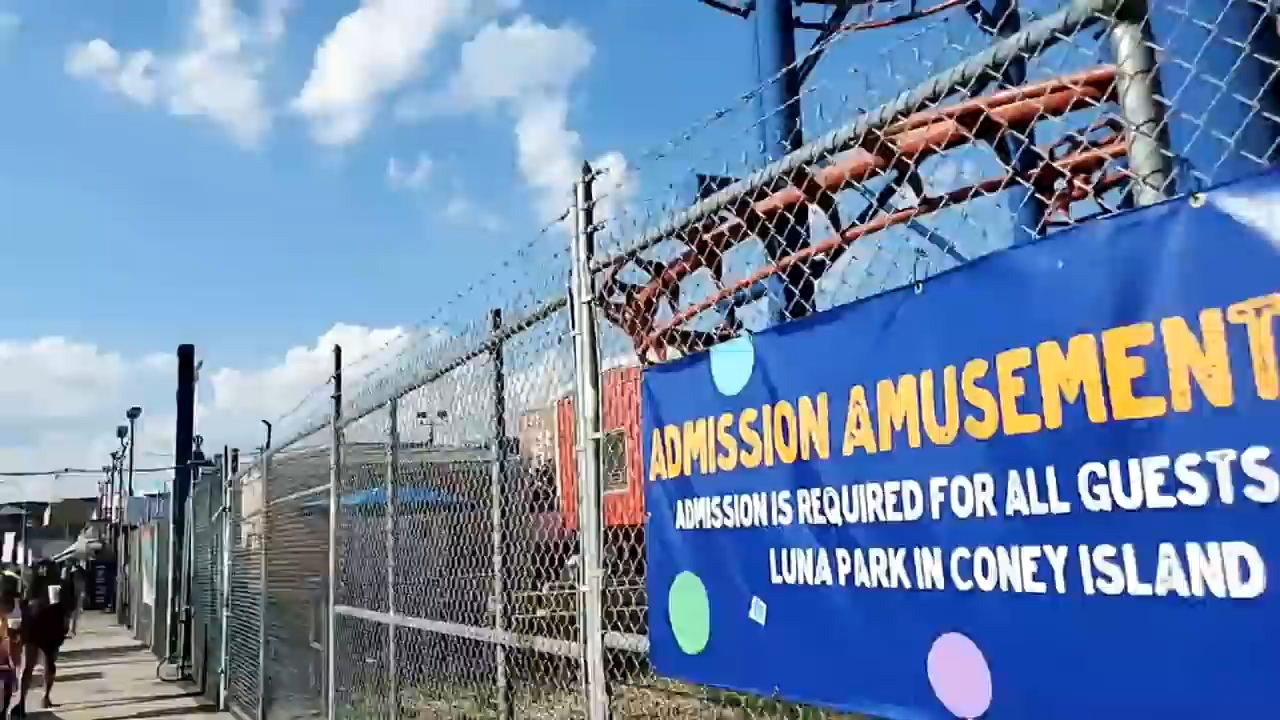 ADMISSION AMUSEMENT
ADMISSION IS REQUIRED FOR ALL GUESTS
LUNA PARK IN CONEY ISLAND